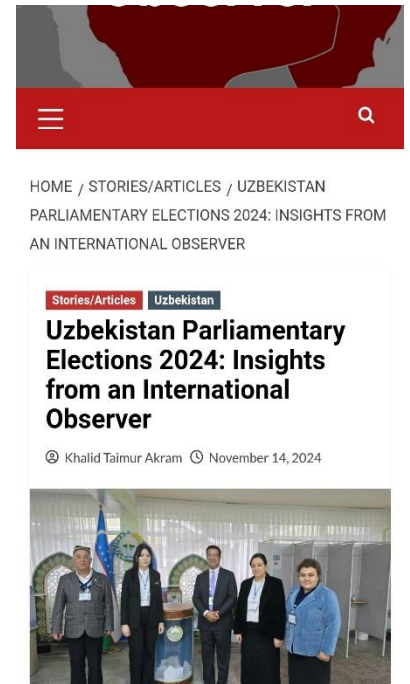 HOME / STORIES/ARTICLES / UZBEKISTAN
PARLIAMENTARY ELECTIONS 2024: INSIGHTS FROM
AN INTERNATIONAL OBSERVER
Stories/Articles Uzbekistan
Uzbekistan Parliamentary
Elections 2024: Insights
from an International
Observer
Khalid Taimur Akram November 14, 2024